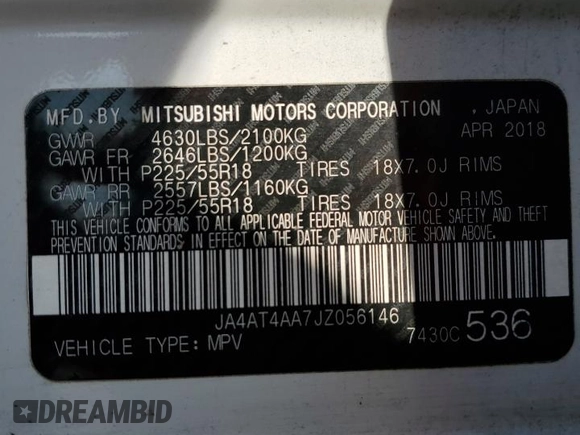 MFD.BY MITSUBISHI MOTORS CORPORATION , JAPAN
GVWR 4630LBS/2100KG APR 2018
GAWR FR 2646LBS/1200KG
WITH P225/55R18 TIRES 18X7.0J RIMS
GAWR RR 2557LBS/1160KG
WITH P225/55R18 TIRES 18X7.0J RIMS
THIS VEHICLE CONFORMS TO ALL APPLICABLE FEDERAL MOTOR VEHICLE SAFETY AND THEFT
PREVENTION STANDARDS IN EFFECT ON THE DATE OF MANUFACTURE SHOWN ABOVE.
JA4AT4AA7JZ056146
VEHICLE TYPE: MPV 7430C 536
DREAMBID